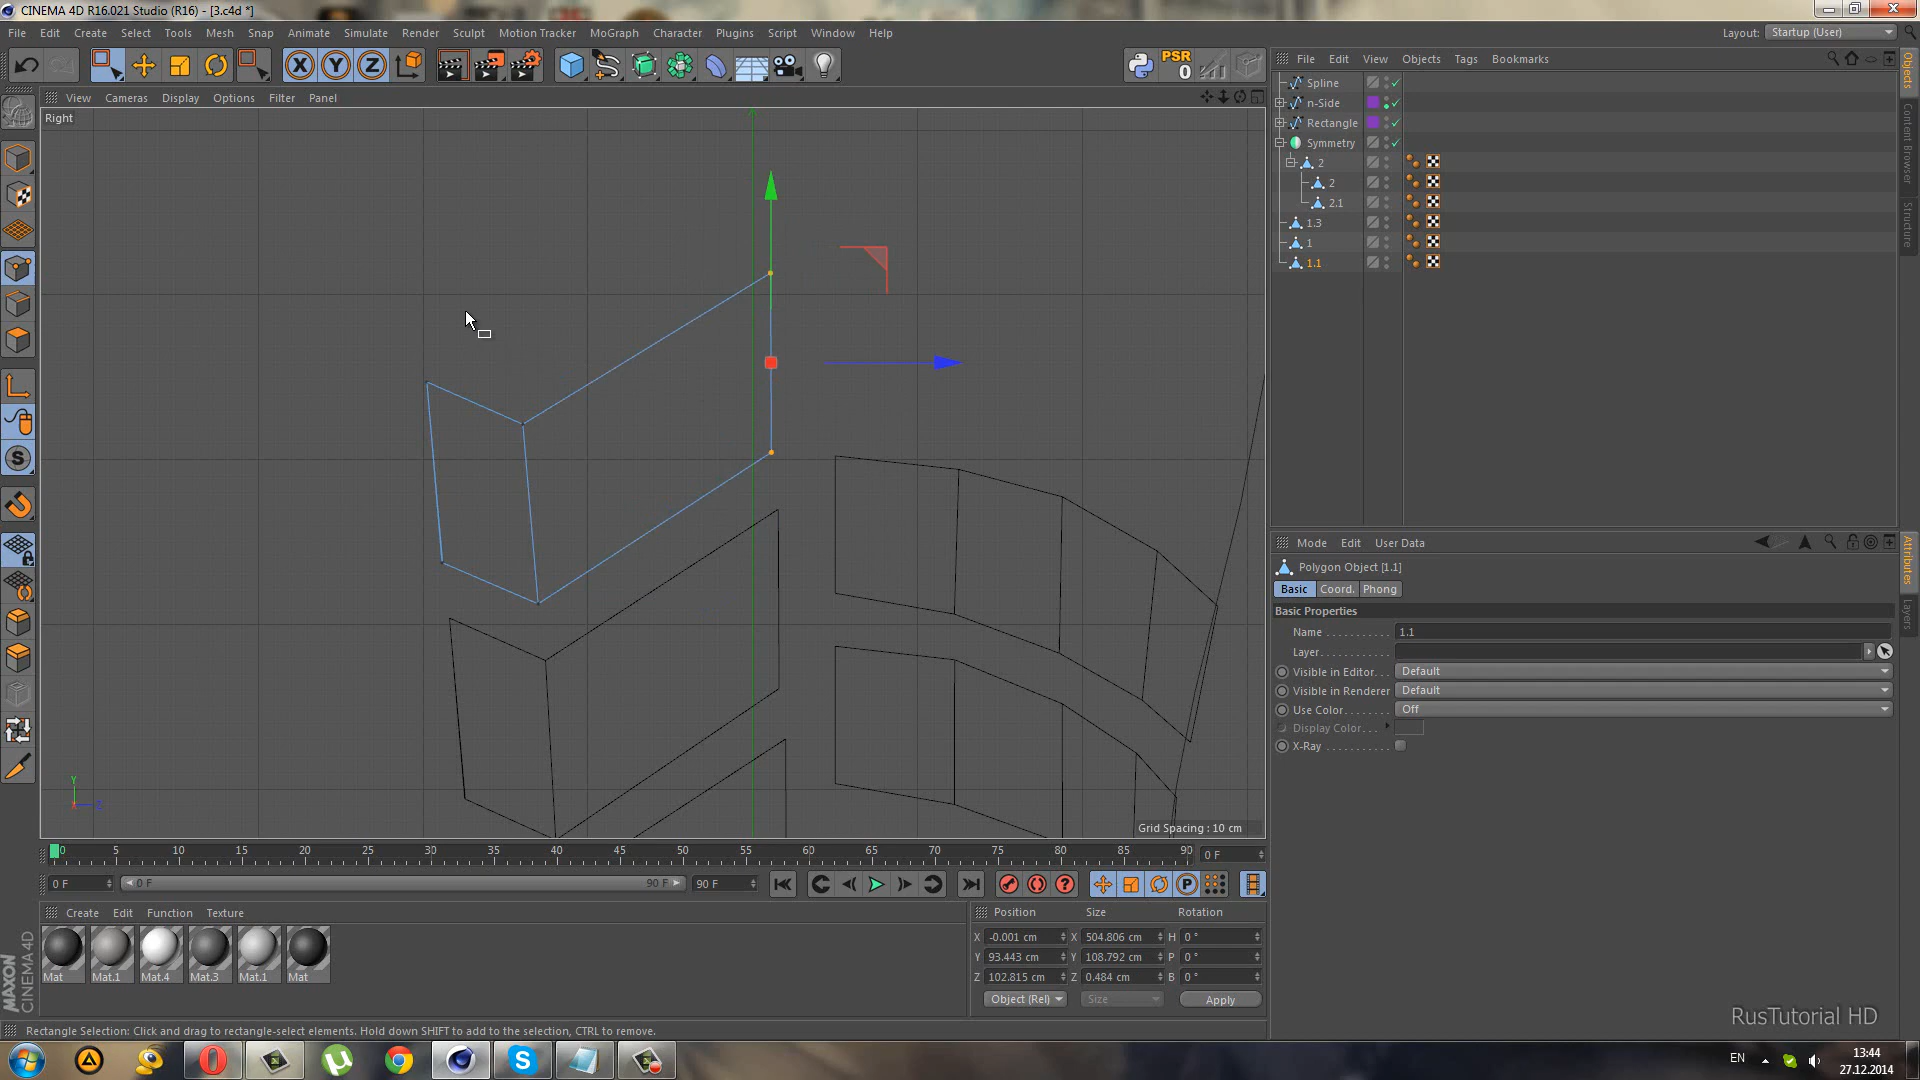 CINEMA 4D R16.021 Studio (R16) - [3.c4d *]
File Edit Create Select Tools Mesh Snap Animate Simulate Render Sculpt Motion Tracker MoGraph Character Plugins Script Window Help
Layout: Startup (User)
PSR
0
File Edit View Objects Tags Bookmarks
View Cameras Display Options Filter Panel
Right
Spline
n-Side
Rectangle
Symmetry
2
2
2.1
1.3
1
1.1
Objects
Content Browser
Structure
Mode Edit User Data
Polygon Object [1.1]
Basic Coord. Phong
Basic Properties
Name 1.1
Layer
Visible in Editor Default
Visible in Renderer Default
Use Color Off
Display Color
X-Ray
Attributes
Layers
Y
Grid Spacing : 10 cm
0 5 10 15 20 25 30 35 40 45 50 55 60 65 70 75 80 85 90
0 F
0 F 0 F 90 F 90 F
Create Edit Function Texture
Mat Mat.1 Mat.4 Mat.3 Mat.1 Mat
Position Size Rotation
X -0.001 cm X 504.806 cm H 0 °
Y 93.443 cm Y 108.792 cm P 0 °
Z 102.815 cm Z 0.484 cm B 0 °
Object (Rel) Size Apply
MAXON
CINEMA 4D
RusTutorial HD
Rectangle Selection: Click and drag to rectangle-select elements. Hold down SHIFT to add to the selection, CTRL to remove.
EN
13:44
27.12.2014